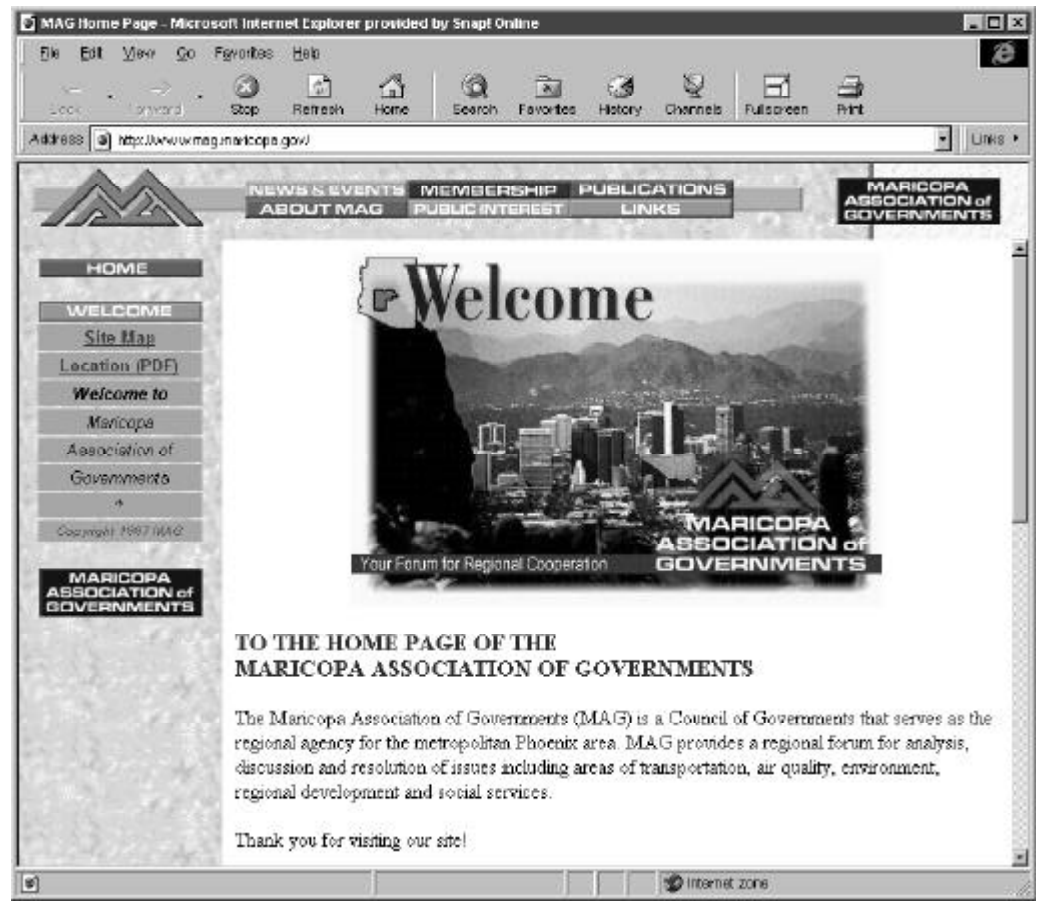 MAG Home Page - Microsoft Internet Explorer provided by Snap! Online
File Edit View Go Favorites Help
Stop Refresh Home Search Favorites History Channels Fullscreen Print
Address http://www.mag.maricopa.gov/ Links
NEWS & EVENTS MEMBERSHIP PUBLICATIONS
ABOUT MAG PUBLIC INTEREST LINKS
MARICOPA
ASSOCIATION of
GOVERNMENTS
HOME
WELCOME
Site Map
Location (PDF)
Welcome to
Maricopa
Association of
Governments
Copyright 1997 MAG
MARICOPA
ASSOCIATION of
GOVERNMENTS
Welcome
MARICOPA
ASSOCIATION of
GOVERNMENTS
Your Forum for Regional Cooperation
TO THE HOME PAGE OF THE
MARICOPA ASSOCIATION OF GOVERNMENTS
The Maricopa Association of Governments (MAG) is a Council of Governments that serves as the
regional agency for the metropolitan Phoenix area. MAG provides a regional forum for analysis,
discussion and resolution of issues including areas of transportation, air quality, environment,
regional development and social services.
Thank you for visiting our site!
Internet zone